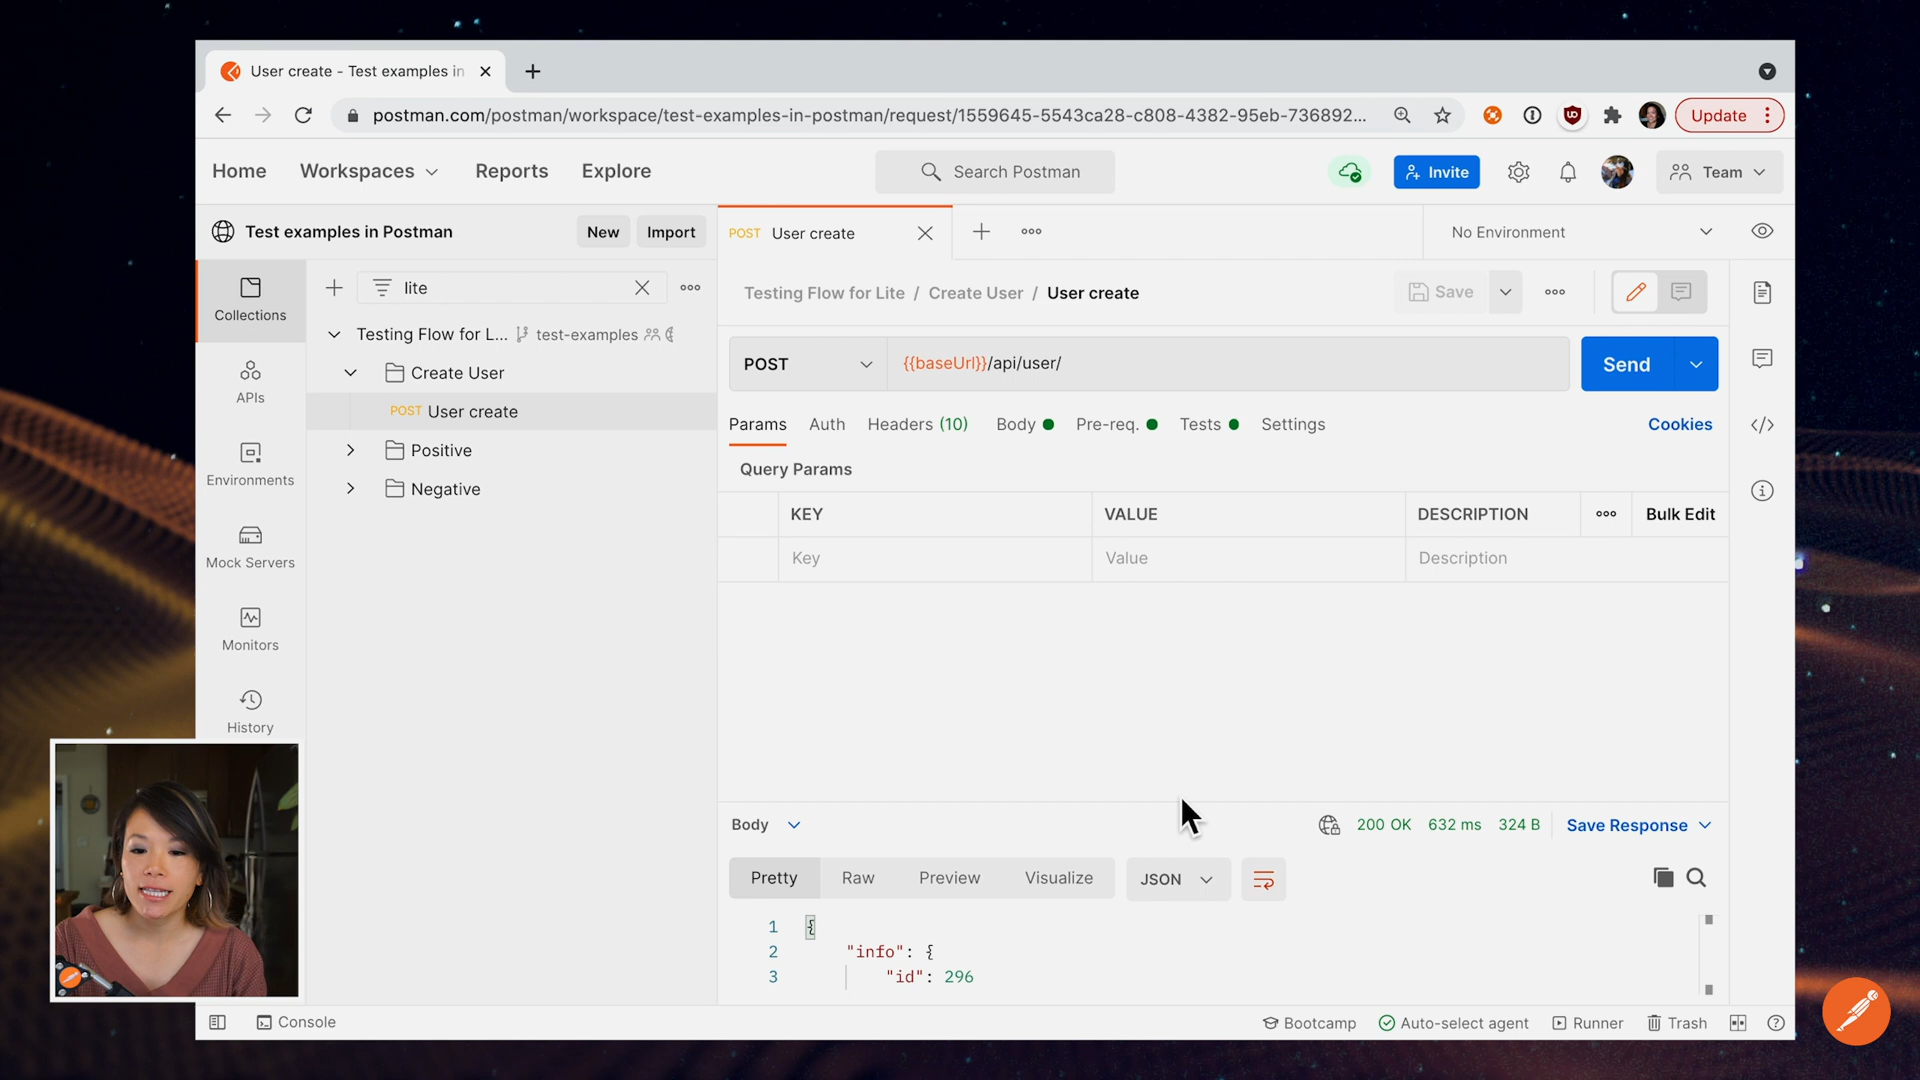 User create - Test examples in
postman.com/postman/workspace/test-examples-in-postman/request/1559645-5543ca28-c808-4382-95eb-736892...
Update
Home
Workspaces
Reports
Explore
Search Postman
Invite
Team
Test examples in Postman
New
Import
POST User create
No Environment
Collections
APIs
Environments
Mock Servers
Monitors
History
lite
Testing Flow for L... test-examples
Create User
POST User create
Positive
Negative
Testing Flow for Lite / Create User / User create
Save
POST
{{baseUrl}}/api/user/
Send
Params
Auth
Headers (10)
Body
Pre-req.
Tests
Settings
Cookies
Query Params
KEY
VALUE
DESCRIPTION
Bulk Edit
Key
Value
Description
Body
200 OK
632 ms
324 B
Save Response
Pretty
Raw
Preview
Visualize
JSON
1 {
2 "info": {
3 "id": 296
Console
Bootcamp
Auto-select agent
Runner
Trash